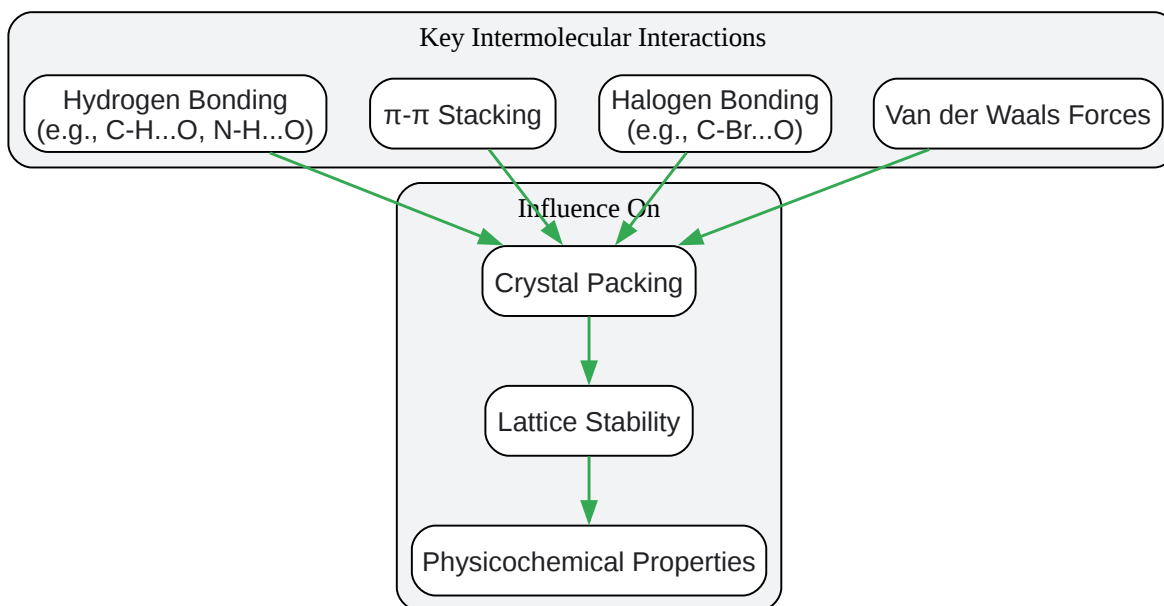 Key Intermolecular Interactions
Hydrogen Bonding
(e.g., C-H...O, N-H...O)
π-π Stacking
Halogen Bonding
(e.g., C-Br...O)
Van der Waals Forces
Influence On
Crystal Packing
Lattice Stability
Physicochemical Properties